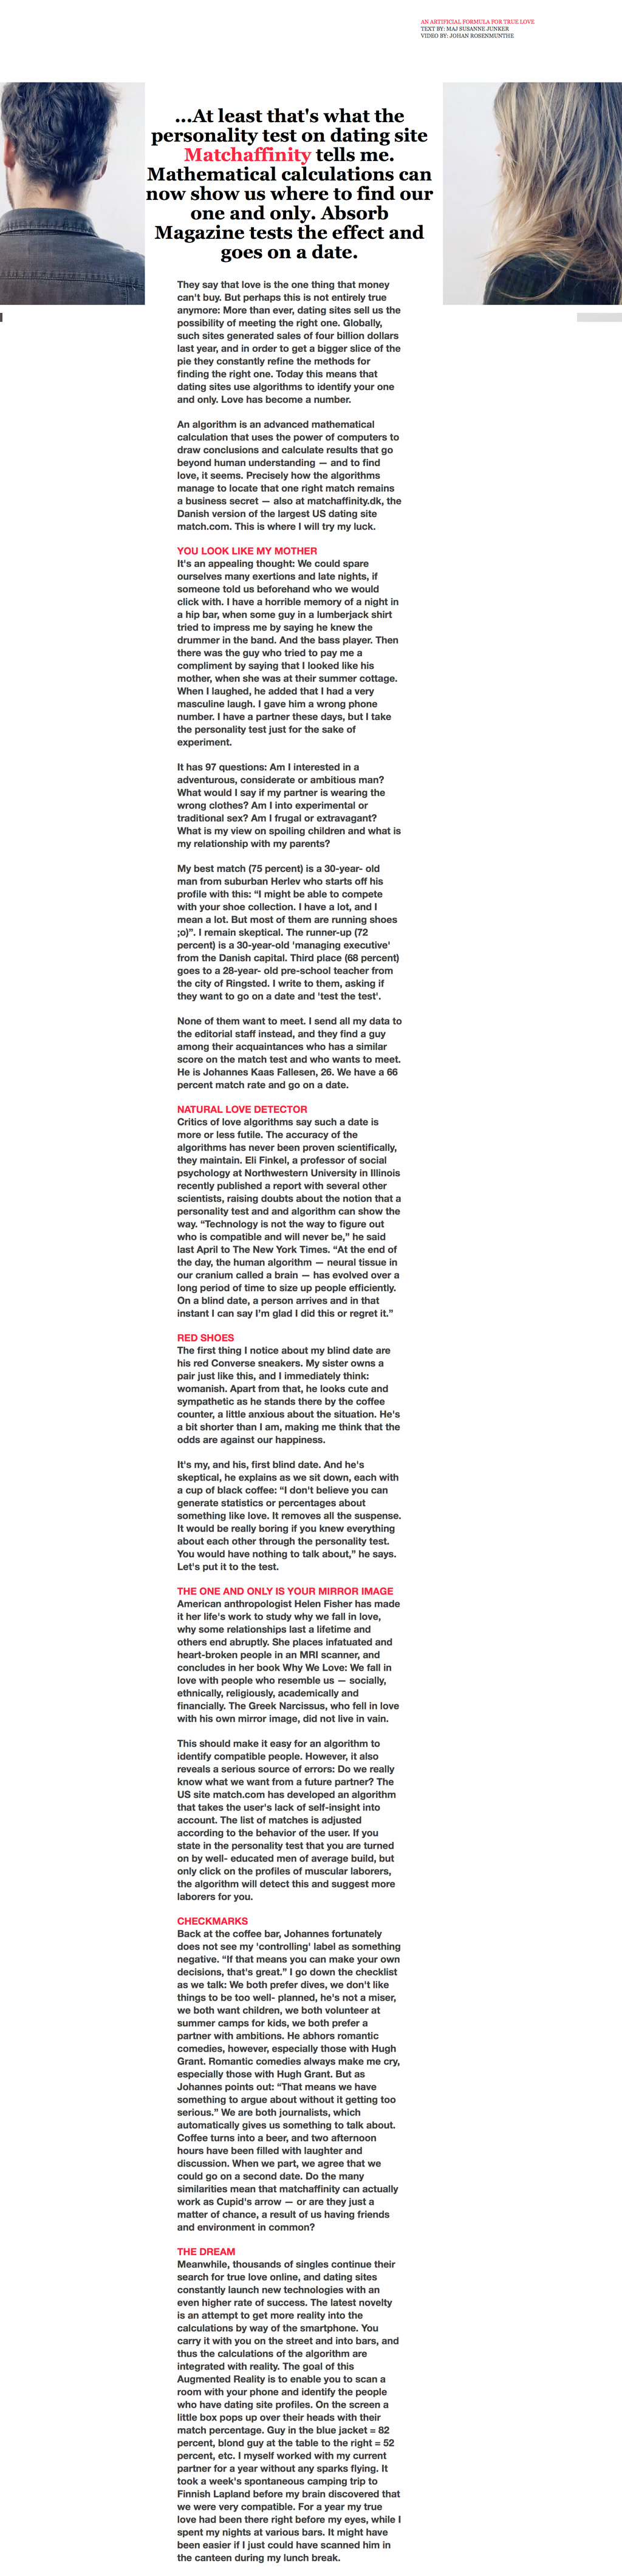 AN ARTIFICIAL FORMULA FOR TRUE LOVE
TEXT BY: MAJ SUSANNE JUNKER
VIDEO BY: JOHAN ROSENMUNTHE
...At least that's what the
personality test on dating site
Matchaffinity tells me.
Mathematical calculations can
now show us where to find our
one and only. Absorb
Magazine tests the effect and
goes on a date.
They say that love is the one thing that money
can't buy. But perhaps this is not entirely true
anymore: More than ever, dating sites sell us the
possibility of meeting the right one. Globally,
such sites generated sales of four billion dollars
last year, and in order to get a bigger slice of the
pie they constantly refine the methods for
finding the right one. Today this means that
dating sites use algorithms to identify your one
and only. Love has become a number.
An algorithm is an advanced mathematical
calculation that uses the power of computers to
draw conclusions and calculate results that go
beyond human understanding — and to find
love, it seems. Precisely how the algorithms
manage to locate that one right match remains
a business secret — also at matchaffinity.dk, the
Danish version of the largest US dating site
match.com. This is where I will try my luck.
YOU LOOK LIKE MY MOTHER
It's an appealing thought: We could spare
ourselves many exertions and late nights, if
someone told us beforehand who we would
click with. I have a horrible memory of a night in
a hip bar, when some guy in a lumberjack shirt
tried to impress me by saying he knew the
drummer in the band. And the bass player. Then
there was the guy who tried to pay me a
compliment by saying that I looked like his
mother, when she was at their summer cottage.
When I laughed, he added that I had a very
masculine laugh. I gave him a wrong phone
number. I have a partner these days, but I take
the personality test just for the sake of
experiment.
It has 97 questions: Am I interested in a
adventurous, considerate or ambitious man?
What would I say if my partner is wearing the
wrong clothes? Am I into experimental or
traditional sex? Am I frugal or extravagant?
What is my view on spoiling children and what is
my relationship with my parents?
My best match (75 percent) is a 30-year- old
man from suburban Herlev who starts off his
profile with this: “I might be able to compete
with your shoe collection. I have a lot, and I
mean a lot. But most of them are running shoes
;o)”. I remain skeptical. The runner-up (72
percent) is a 30-year-old 'managing executive'
from the Danish capital. Third place (68 percent)
goes to a 28-year- old pre-school teacher from
the city of Ringsted. I write to them, asking if
they want to go on a date and 'test the test'.
None of them want to meet. I send all my data to
the editorial staff instead, and they find a guy
among their acquaintances who has a similar
score on the match test and who wants to meet.
He is Johannes Kaas Fallesen, 26. We have a 66
percent match rate and go on a date.
NATURAL LOVE DETECTOR
Critics of love algorithms say such a date is
more or less futile. The accuracy of the
algorithms has never been proven scientifically,
they maintain. Eli Finkel, a professor of social
psychology at Northwestern University in Illinois
recently published a report with several other
scientists, raising doubts about the notion that a
personality test and and algorithm can show the
way. “Technology is not the way to figure out
who is compatible and will never be,” he said
last April to The New York Times. “At the end of
the day, the human algorithm — neural tissue in
our cranium called a brain — has evolved over a
long period of time to size up people efficiently.
On a blind date, a person arrives and in that
instant I can say I’m glad I did this or regret it.”
RED SHOES
The first thing I notice about my blind date are
his red Converse sneakers. My sister owns a
pair just like this, and I immediately think:
womanish. Apart from that, he looks cute and
sympathetic as he stands there by the coffee
counter, a little anxious about the situation. He's
a bit shorter than I am, making me think that the
odds are against our happiness.
It's my, and his, first blind date. And he's
skeptical, he explains as we sit down, each with
a cup of black coffee: “I don't believe you can
generate statistics or percentages about
something like love. It removes all the suspense.
It would be really boring if you knew everything
about each other through the personality test.
You would have nothing to talk about,” he says.
Let's put it to the test.
THE ONE AND ONLY IS YOUR MIRROR IMAGE
American anthropologist Helen Fisher has made
it her life's work to study why we fall in love,
why some relationships last a lifetime and
others end abruptly. She places infatuated and
heart-broken people in an MRI scanner, and
concludes in her book Why We Love: We fall in
love with people who resemble us — socially,
ethnically, religiously, academically and
financially. The Greek Narcissus, who fell in love
with his own mirror image, did not live in vain.
This should make it easy for an algorithm to
identify compatible people. However, it also
reveals a serious source of errors: Do we really
know what we want from a future partner? The
US site match.com has developed an algorithm
that takes the user's lack of self-insight into
account. The list of matches is adjusted
according to the behavior of the user. If you
state in the personality test that you are turned
on by well- educated men of average build, but
only click on the profiles of muscular laborers,
the algorithm will detect this and suggest more
laborers for you.
CHECKMARKS
Back at the coffee bar, Johannes fortunately
does not see my 'controlling' label as something
negative. “If that means you can make your own
decisions, that's great.” I go down the checklist
as we talk: We both prefer dives, we don't like
things to be too well- planned, he's not a miser,
we both want children, we both volunteer at
summer camps for kids, we both prefer a
partner with ambitions. He abhors romantic
comedies, however, especially those with Hugh
Grant. Romantic comedies always make me cry,
especially those with Hugh Grant. But as
Johannes points out: “That means we have
something to argue about without it getting too
serious.” We are both journalists, which
automatically gives us something to talk about.
Coffee turns into a beer, and two afternoon
hours have been filled with laughter and
discussion. When we part, we agree that we
could go on a second date. Do the many
similarities mean that matchaffinity can actually
work as Cupid's arrow — or are they just a
matter of chance, a result of us having friends
and environment in common?
THE DREAM
Meanwhile, thousands of singles continue their
search for true love online, and dating sites
constantly launch new technologies with an
even higher rate of success. The latest novelty
is an attempt to get more reality into the
calculations by way of the smartphone. You
carry it with you on the street and into bars, and
thus the calculations of the algorithm are
integrated with reality. The goal of this
Augmented Reality is to enable you to scan a
room with your phone and identify the people
who have dating site profiles. On the screen a
little box pops up over their heads with their
match percentage. Guy in the blue jacket = 82
percent, blond guy at the table to the right = 52
percent, etc. I myself worked with my current
partner for a year without any sparks flying. It
took a week's spontaneous camping trip to
Finnish Lapland before my brain discovered that
we were very compatible. For a year my true
love had been there right before my eyes, while I
spent my nights at various bars. It might have
been easier if I just could have scanned him in
the canteen during my lunch break.